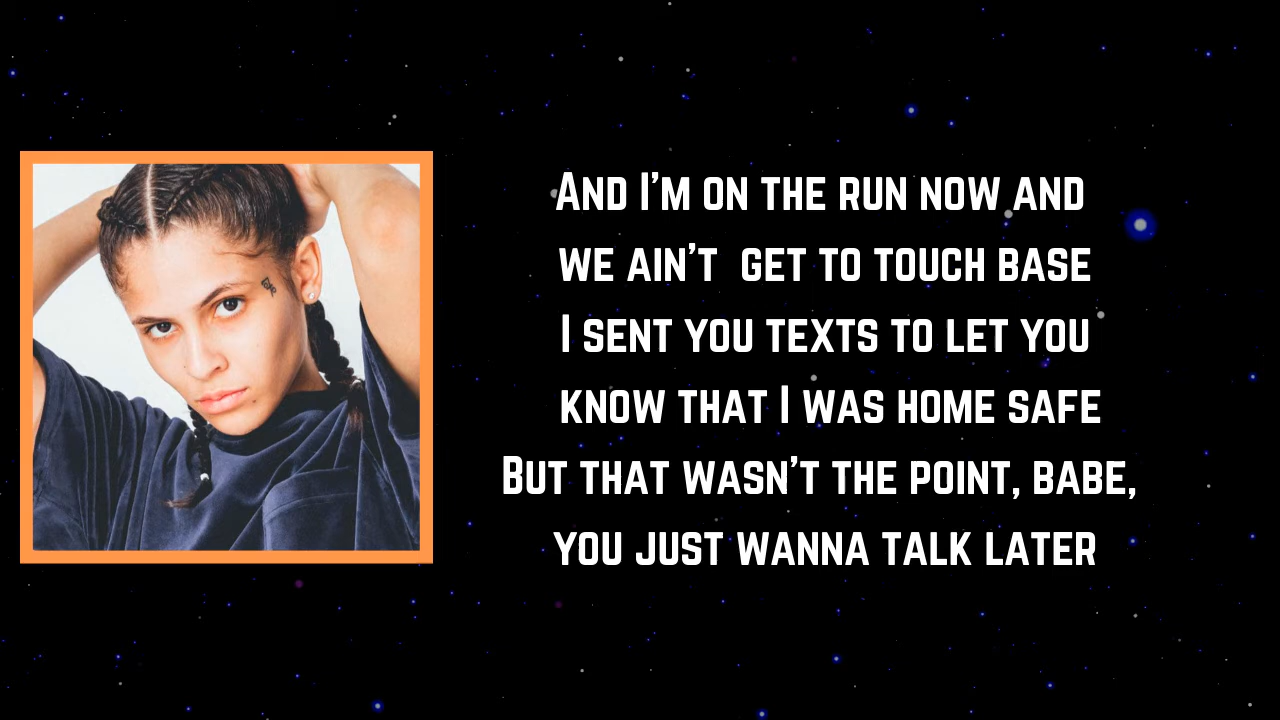 And I'm on the run now and
we ain't  get to touch base
I sent you texts to let you
know that I was home safe
But that wasn't the point, babe,
you just wanna talk later